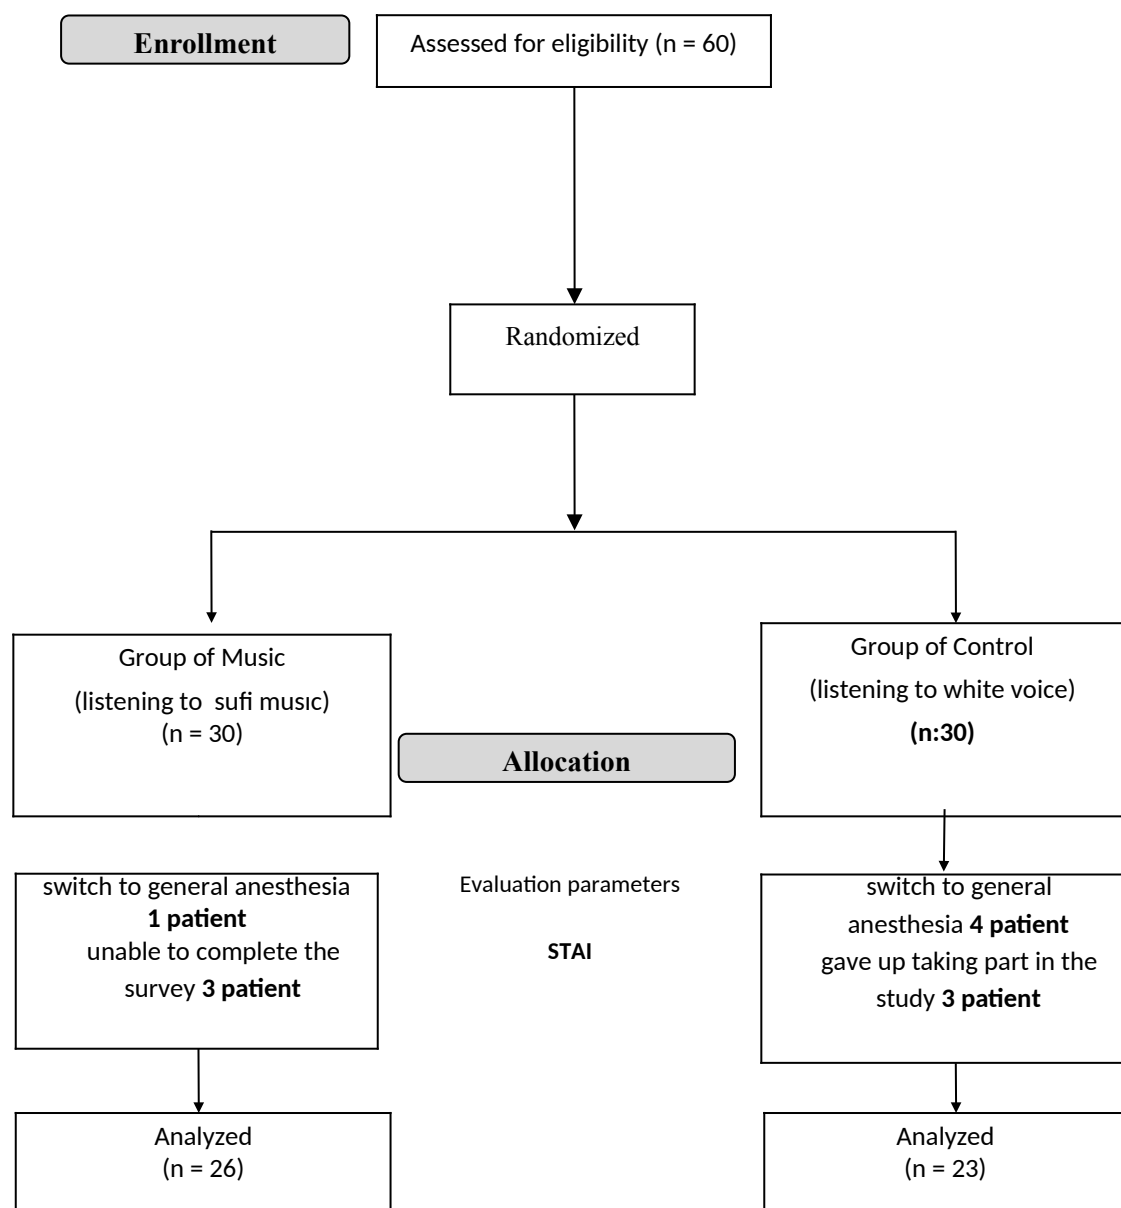 Enrollment
Assessed for eligibility (n = 60)
Randomized
Group of Music
(listening to sufi musıc)
(n = 30)
Group of Control
(listening to white voice)
(n:30)
Allocation
switch to general anesthesia
1 patient
unable to complete the
survey 3 patient
Evaluation parameters
STAI
switch to general
anesthesia 4 patient
gave up taking part in the
study 3 patient
Analyzed
(n = 26)
Analyzed
(n = 23)